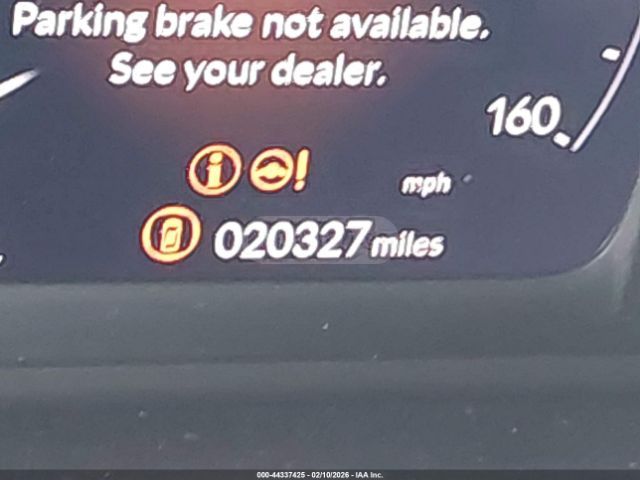 Parking brake not available.
See your dealer.
160
mph
020327 miles
000-44337425 - 02/10/2026 - IAA Inc.